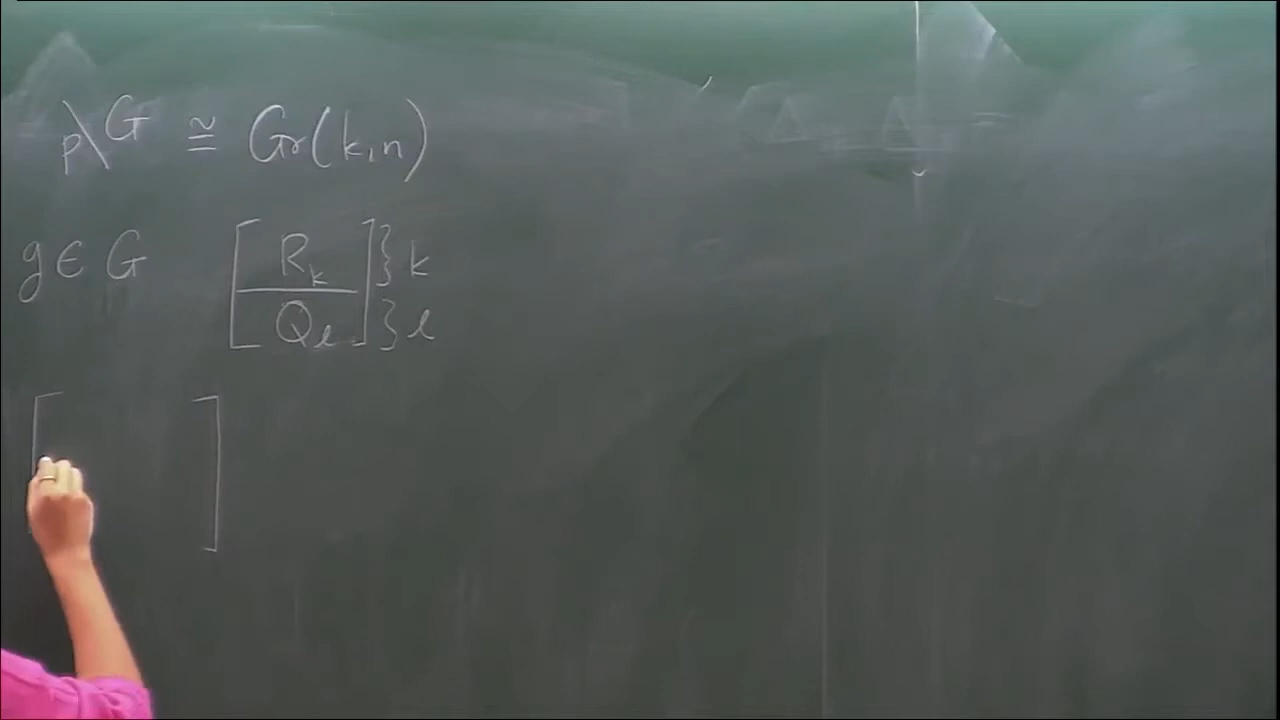 P\G ≅ Gr(k,n)
g ∈ G [ R_k / Q_l ] } k } l
[ ]